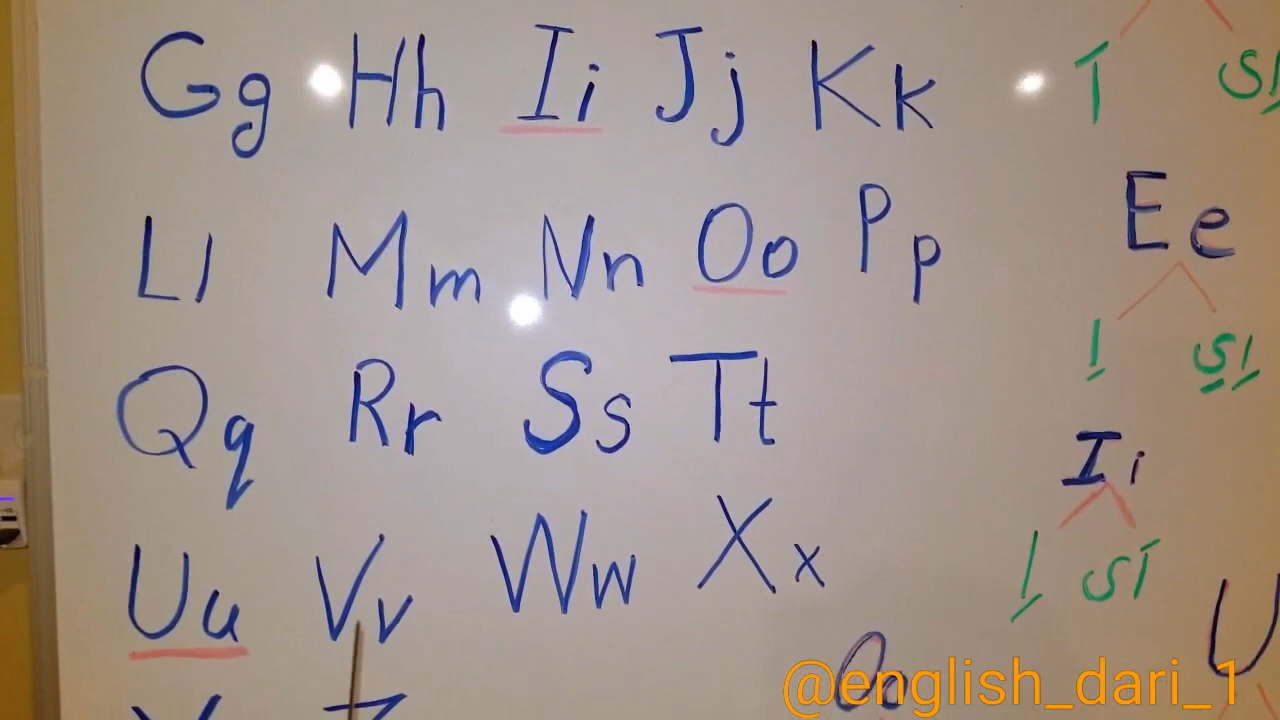 Gg Hh Ii Jj Kk
Ll Mm Nn Oo Pp
Qq Rr Ss Tt
Uu Vv Ww Xx
Ee
Ii
Oo
U
@english_dari_1